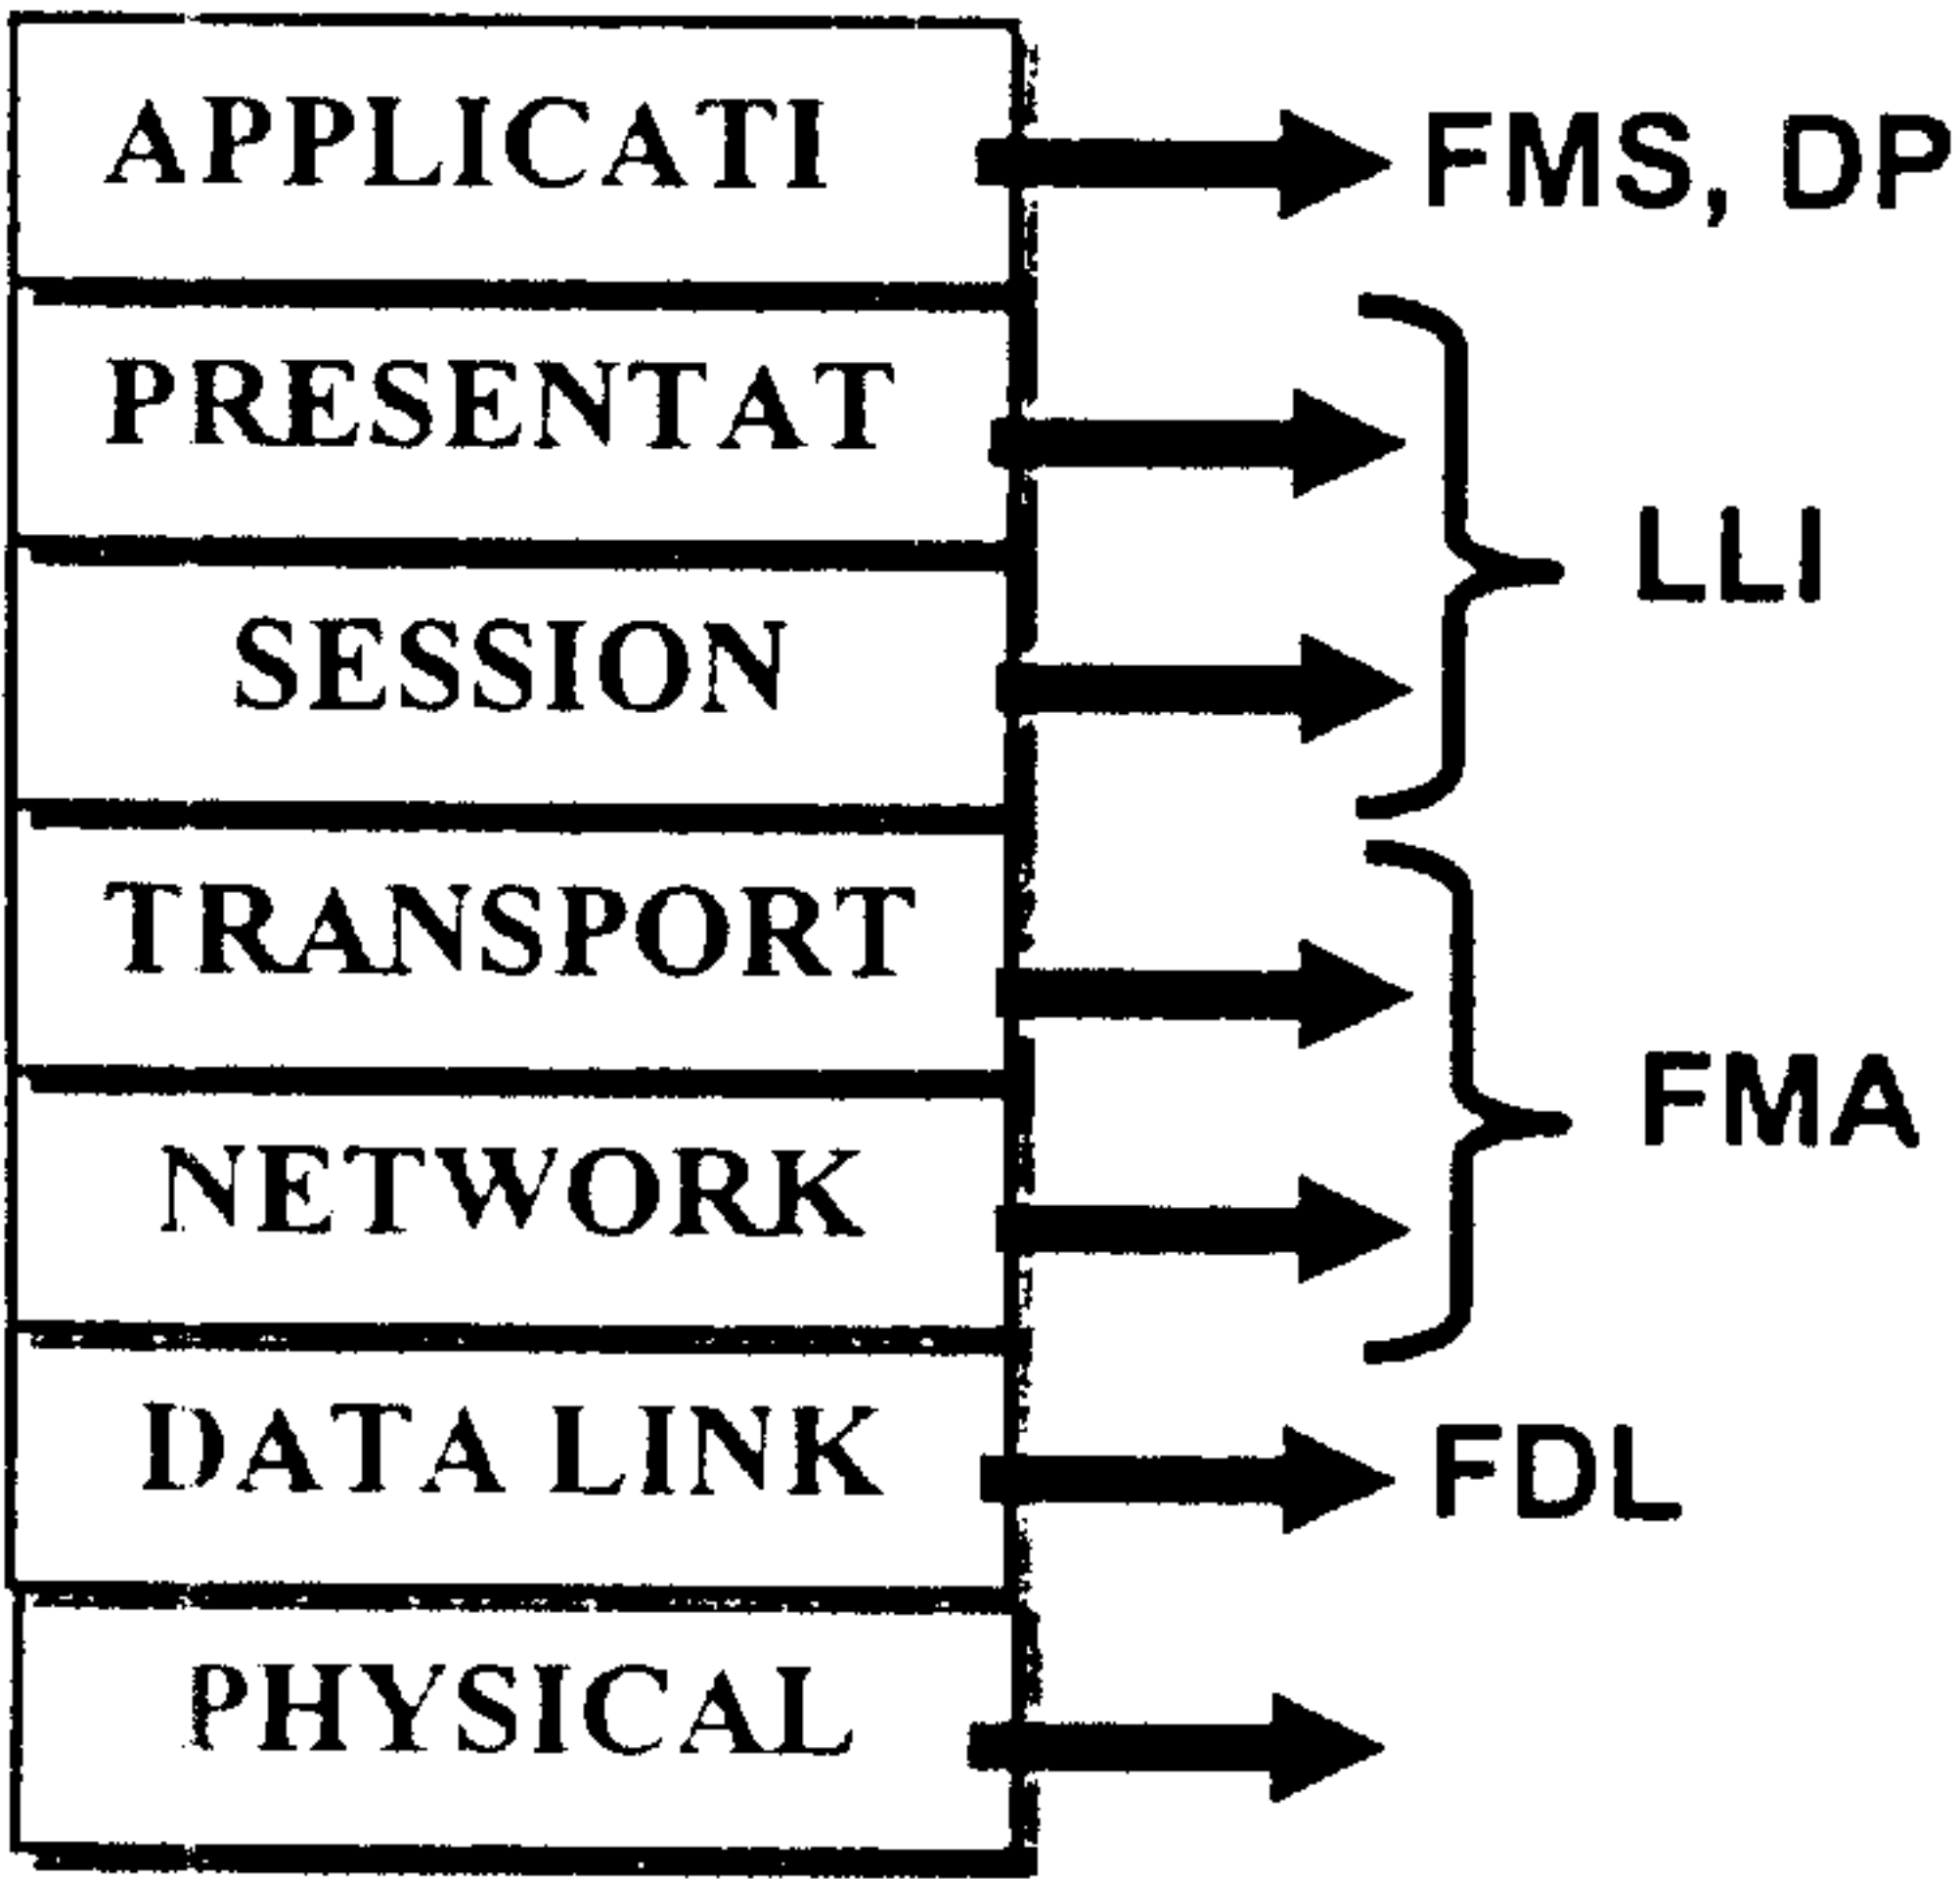 APPLICATI
FMS, DP
PRESENTAT
LLI
SESSION
TRANSPORT
FMA
NETWORK
DATA LINK
FDL
PHYSICAL